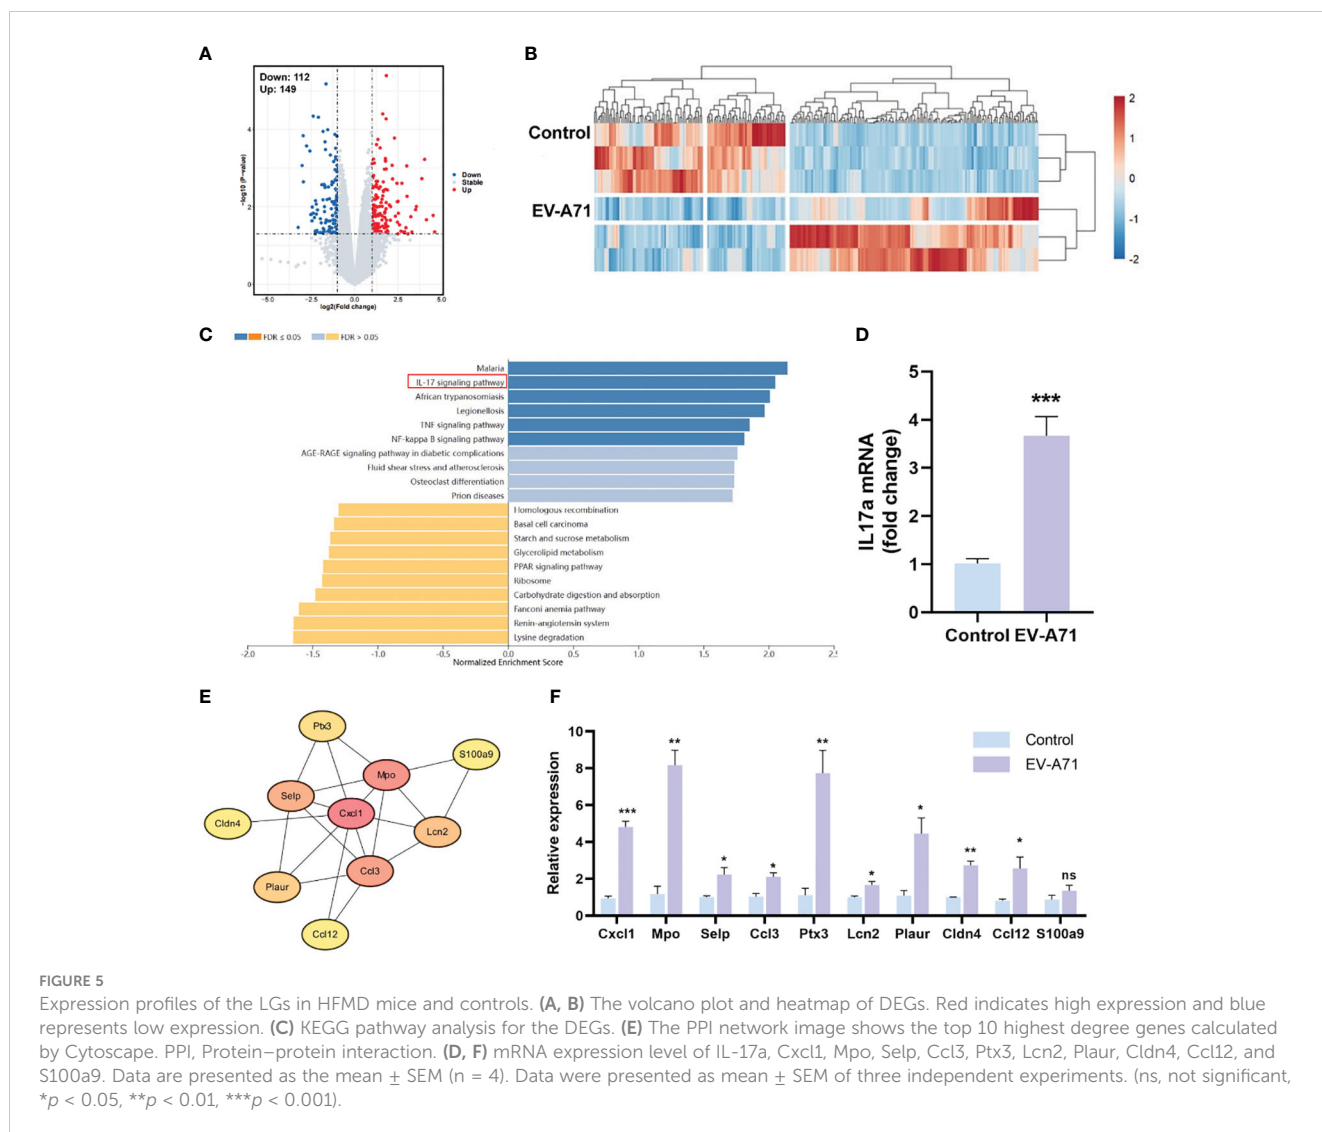 A
Down: 112
Up: 149
4
2
0
-log10 (P-value)
-5.0
-2.5
0.0
2.5
5.0
log2(Fold change)
Down
Stable
Up
B
Control
EV-A71
2
1
0
-1
-2
C
FDR ≤ 0.05
FDR > 0.05
Malaria
IL-17 signaling pathway
African trypanosomiasis
Legionellosis
TNF signaling pathway
NF-kappa B signaling pathway
AGE-RAGE signaling pathway in diabetic complications
Fluid shear stress and atherosclerosis
Osteoclast differentiation
Prion diseases
Homologous recombination
Basal cell carcinoma
Starch and sucrose metabolism
Glycerolipid metabolism
PPAR signaling pathway
Ribosome
Carbohydrate digestion and absorption
Fanconi anemia pathway
Renin-angiotensin system
Lysine degradation
-2.0
-1.5
-1.0
-0.5
0.0
0.5
1.0
1.5
2.0
2.5
Normalized Enrichment Score
D
5
4
3
2
1
0
IL17a mRNA
(fold change)
***
Control EV-A71
E
Ptx3
S100a9
Mpo
Selp
Cxcl1
Cldn4
Lcn2
Ccl3
Plaur
Ccl12
F
10
8
6
4
2
0
Relative expression
Control
EV-A71
***
**
*
*
**
*
*
**
*
ns
Cxcl1 Mpo Selp Ccl3 Ptx3 Lcn2 Plaur Cldn4 Ccl12 S100a9
FIGURE 5
Expression profiles of the LGs in HFMD mice and controls. (A, B) The volcano plot and heatmap of DEGs. Red indicates high expression and blue
represents low expression. (C) KEGG pathway analysis for the DEGs. (E) The PPI network image shows the top 10 highest degree genes calculated
by Cytoscape. PPI, Protein–protein interaction. (D, F) mRNA expression level of IL-17a, Cxcl1, Mpo, Selp, Ccl3, Ptx3, Lcn2, Plaur, Cldn4, Ccl12, and
S100a9. Data are presented as the mean ± SEM (n = 4). Data were presented as mean ± SEM of three independent experiments. (ns, not significant,
*p < 0.05, **p < 0.01, ***p < 0.001).